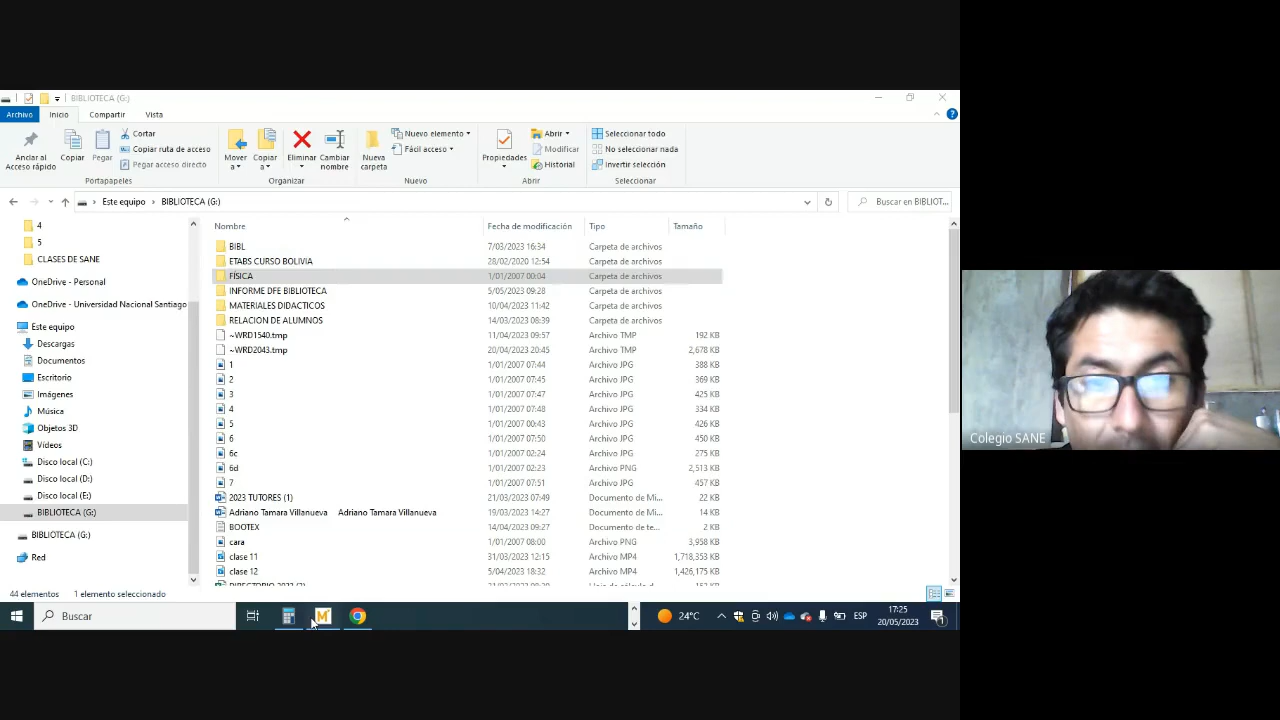 BIBLIOTECA (G:)
Archivo Inicio Compartir Vista
Anclar al Acceso rápido
Copiar
Pegar
Cortar
Copiar ruta de acceso
Pegar acceso directo
Portapapeles
Mover a
Copiar a
Eliminar
Cambiar nombre
Organizar
Nueva carpeta
Nuevo elemento
Fácil acceso
Nuevo
Propiedades
Abrir
Modificar
Historial
Abrir
Seleccionar todo
No seleccionar nada
Invertir selección
Seleccionar
Este equipo > BIBLIOTECA (G:)
Buscar en BIBLIOT...
4
5
CLASES DE SANE
OneDrive - Personal
OneDrive - Universidad Nacional Santiago
Este equipo
Descargas
Documentos
Escritorio
Imágenes
Música
Objetos 3D
Vídeos
Disco local (C:)
Disco local (D:)
Disco local (E:)
BIBLIOTECA (G:)
BIBLIOTECA (G:)
Red
Nombre Fecha de modificación Tipo Tamaño
BIBL 7/03/2023 16:34 Carpeta de archivos
ETABS CURSO BOLIVIA 28/02/2020 12:54 Carpeta de archivos
FÍSICA 1/01/2007 00:04 Carpeta de archivos
INFORME DFE BIBLIOTECA 5/05/2023 09:28 Carpeta de archivos
MATERIALES DIDACTICOS 10/04/2023 11:42 Carpeta de archivos
RELACION DE ALUMNOS 14/03/2023 08:39 Carpeta de archivos
~WRD1540.tmp 11/04/2023 09:57 Archivo TMP 192 KB
~WRD2043.tmp 20/04/2023 20:45 Archivo TMP 2,678 KB
1 1/01/2007 07:44 Archivo JPG 388 KB
2 1/01/2007 07:45 Archivo JPG 369 KB
3 1/01/2007 07:47 Archivo JPG 425 KB
4 1/01/2007 07:48 Archivo JPG 334 KB
5 1/01/2007 00:43 Archivo JPG 426 KB
6 1/01/2007 07:50 Archivo JPG 450 KB
6c 1/01/2007 02:24 Archivo JPG 275 KB
6d 1/01/2007 02:23 Archivo PNG 2,513 KB
7 1/01/2007 07:51 Archivo JPG 457 KB
2023 TUTORES (1) 21/03/2023 07:49 Documento de Mi... 22 KB
Adriano Tamara Villanueva Adriano Tamara Villanueva 19/03/2023 14:27 Documento de Mi... 14 KB
BOOTEX 14/04/2023 09:27 Documento de te... 2 KB
cara 1/01/2007 08:00 Archivo PNG 3,958 KB
clase 11 31/03/2023 12:15 Archivo MP4 1,718,353 KB
clase 12 5/04/2023 18:32 Archivo MP4 1,426,175 KB
44 elementos 1 elemento seleccionado
Buscar
24°C
ESP
17:25
20/05/2023
1
Colegio SANE